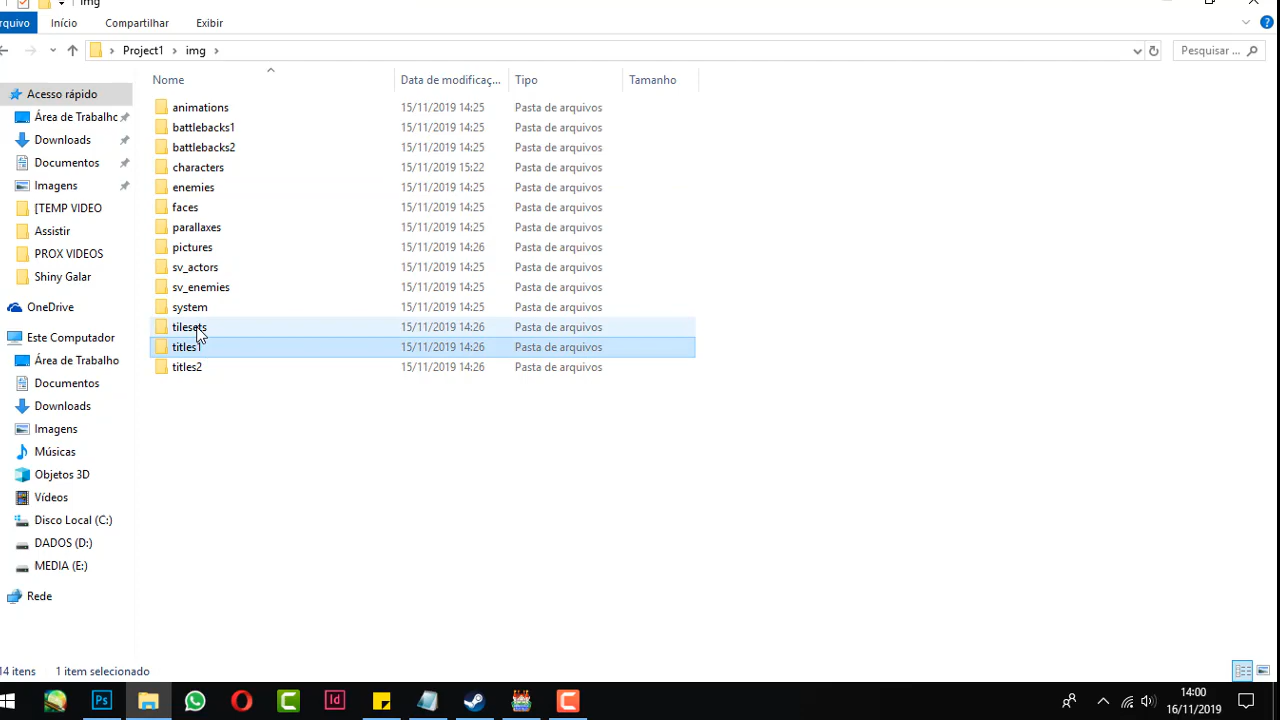 img
rquivo Início Compartilhar Exibir
Project1 img Pesquisar ...
Nome Data de modificaç... Tipo Tamanho
Acesso rápido
Área de Trabalho
Downloads
Documentos
Imagens
[TEMP VIDEO
Assistir
PROX VIDEOS
Shiny Galar
OneDrive
Este Computador
Área de Trabalho
Documentos
Downloads
Imagens
Músicas
Objetos 3D
Vídeos
Disco Local (C:)
DADOS (D:)
MEDIA (E:)
Rede
animations 15/11/2019 14:25 Pasta de arquivos
battlebacks1 15/11/2019 14:25 Pasta de arquivos
battlebacks2 15/11/2019 14:25 Pasta de arquivos
characters 15/11/2019 15:22 Pasta de arquivos
enemies 15/11/2019 14:25 Pasta de arquivos
faces 15/11/2019 14:25 Pasta de arquivos
parallaxes 15/11/2019 14:25 Pasta de arquivos
pictures 15/11/2019 14:26 Pasta de arquivos
sv_actors 15/11/2019 14:25 Pasta de arquivos
sv_enemies 15/11/2019 14:25 Pasta de arquivos
system 15/11/2019 14:25 Pasta de arquivos
tilesets 15/11/2019 14:26 Pasta de arquivos
titles1 15/11/2019 14:26 Pasta de arquivos
titles2 15/11/2019 14:26 Pasta de arquivos
14 itens 1 item selecionado
Ps Id C C
14:00
16/11/2019